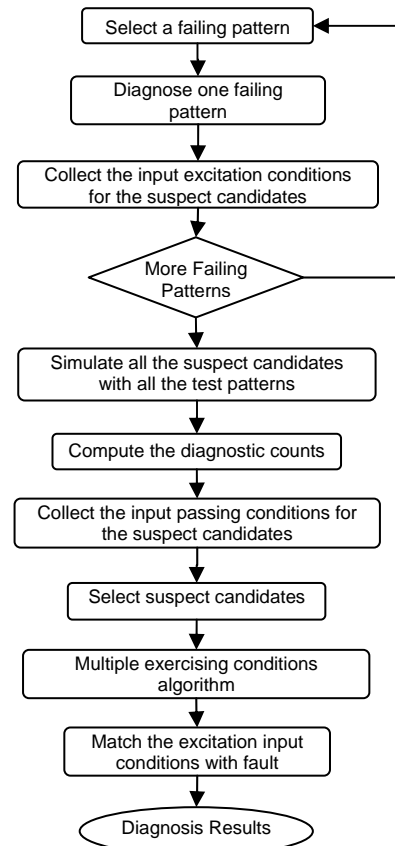 Select a failing pattern
Diagnose one failing
pattern
Collect the input excitation conditions
for the suspect candidates
More Failing
Patterns
Simulate all the suspect candidates
with all the test patterns
Compute the diagnostic counts
Collect the input passing conditions for
the suspect candidates
Select suspect candidates
Multiple exercising conditions
algorithm
Match the excitation input
conditions with fault
Diagnosis Results